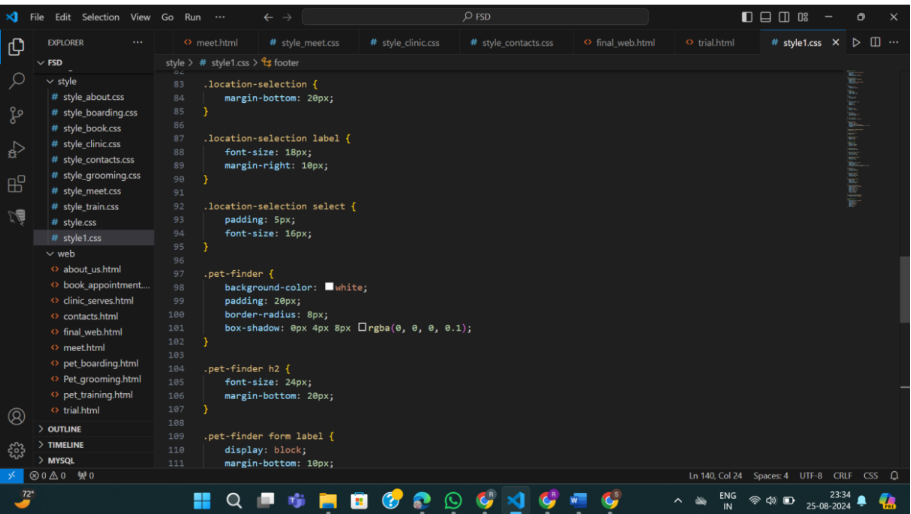 File Edit Selection View Go Run ··· FSD
EXPLORER ···
meet.html # style_meet.css # style_clinic.css # style_contacts.css final_web.html trial.html # style1.css
FSD
style > # style1.css > footer
style
# style_about.css
# style_boarding.css
# style_book.css
# style_clinic.css
# style_contacts.css
# style_grooming.css
# style_meet.css
# style_train.css
# style.css
# style1.css
web
<> about_us.html
<> book_appointment....
<> clinic_serves.html
<> contacts.html
<> final_web.html
<> meet.html
<> pet_boarding.html
<> Pet_grooming.html
<> pet_training.html
<> trial.html
> OUTLINE
> TIMELINE
> MYSQL
82
83 .location-selection {
84 margin-bottom: 20px;
85 }
86
87 .location-selection label {
88 font-size: 18px;
89 margin-right: 10px;
90 }
91
92 .location-selection select {
93 padding: 5px;
94 font-size: 16px;
95 }
96
97 .pet-finder {
98 background-color: white;
99 padding: 20px;
100 border-radius: 8px;
101 box-shadow: 0px 4px 8px rgba(0, 0, 0, 0.1);
102 }
103
104 .pet-finder h2 {
105 font-size: 24px;
106 margin-bottom: 20px;
107 }
108
109 .pet-finder form label {
110 display: block;
111 margin-bottom: 10px;
0 0 0 Ln 140, Col 24 Spaces: 4 UTF-8 CRLF CSS
72°
ENG
IN
23:34
25-08-2024